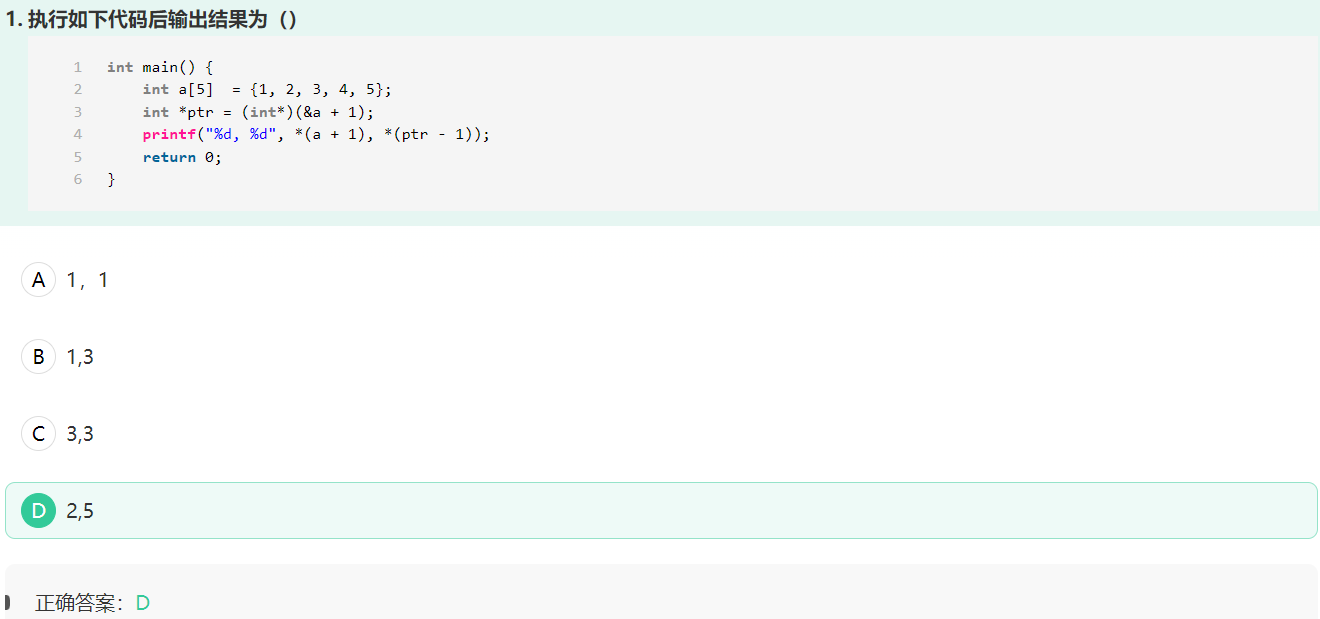 1. 执行如下代码后输出结果为（）
1 int main() {
2     int a[5]  = {1, 2, 3, 4, 5};
3     int *ptr = (int*)(&a + 1);
4     printf("%d, %d", *(a + 1), *(ptr - 1));
5     return 0;
6 }
A 1，1
B 1,3
C 3,3
D 2,5
正确答案：D